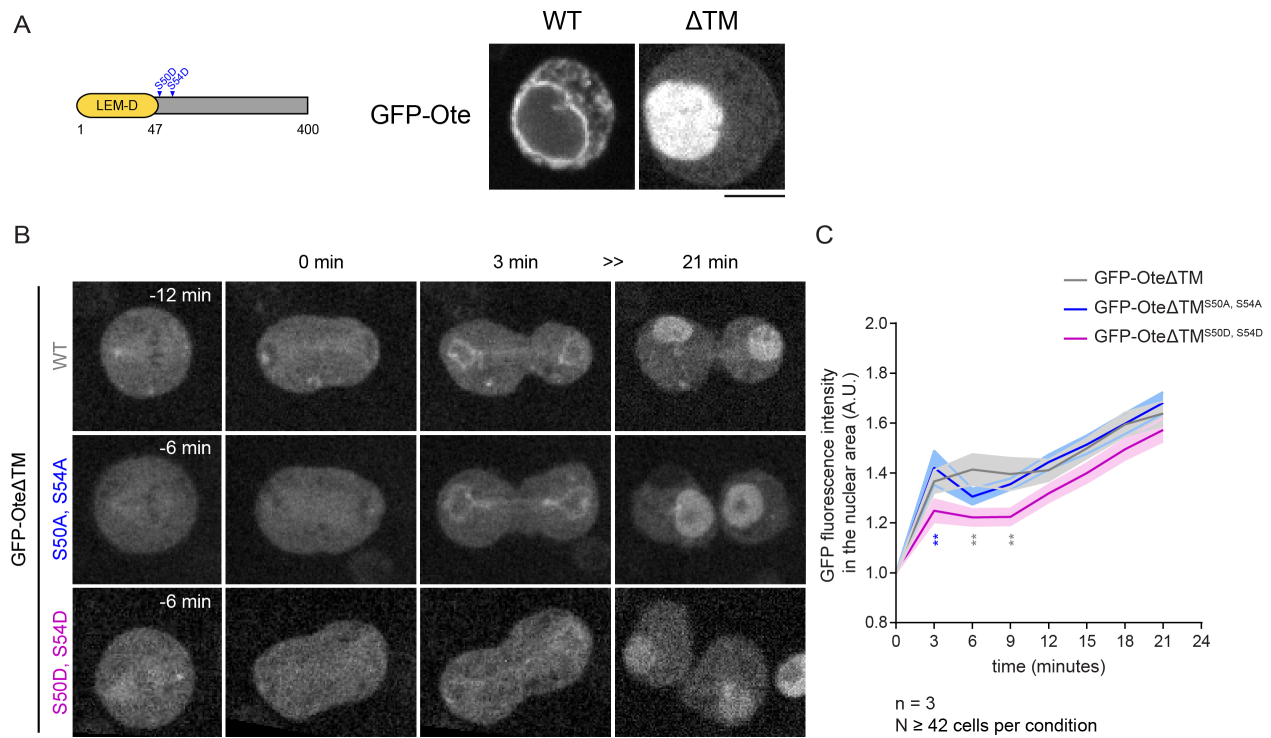 A
WT ΔTM
S50D
S54D
LEM-D
1 47 400
GFP-Ote
B
0 min 3 min >> 21 min
-12 min
-6 min
-6 min
GFP-OteΔTM
WT
S50A, S54A
S50D, S54D
C
GFP-OteΔTM
GFP-OteΔTM^S50A, S54A
GFP-OteΔTM^S50D, S54D
GFP fluorescence intensity
in the nuclear area (A.U.)
2.0
1.8
1.6
1.4
1.2
1.0
0.8
** ** **
0 3 6 9 12 15 18 21 24
time (minutes)
n = 3
N ≥ 42 cells per condition